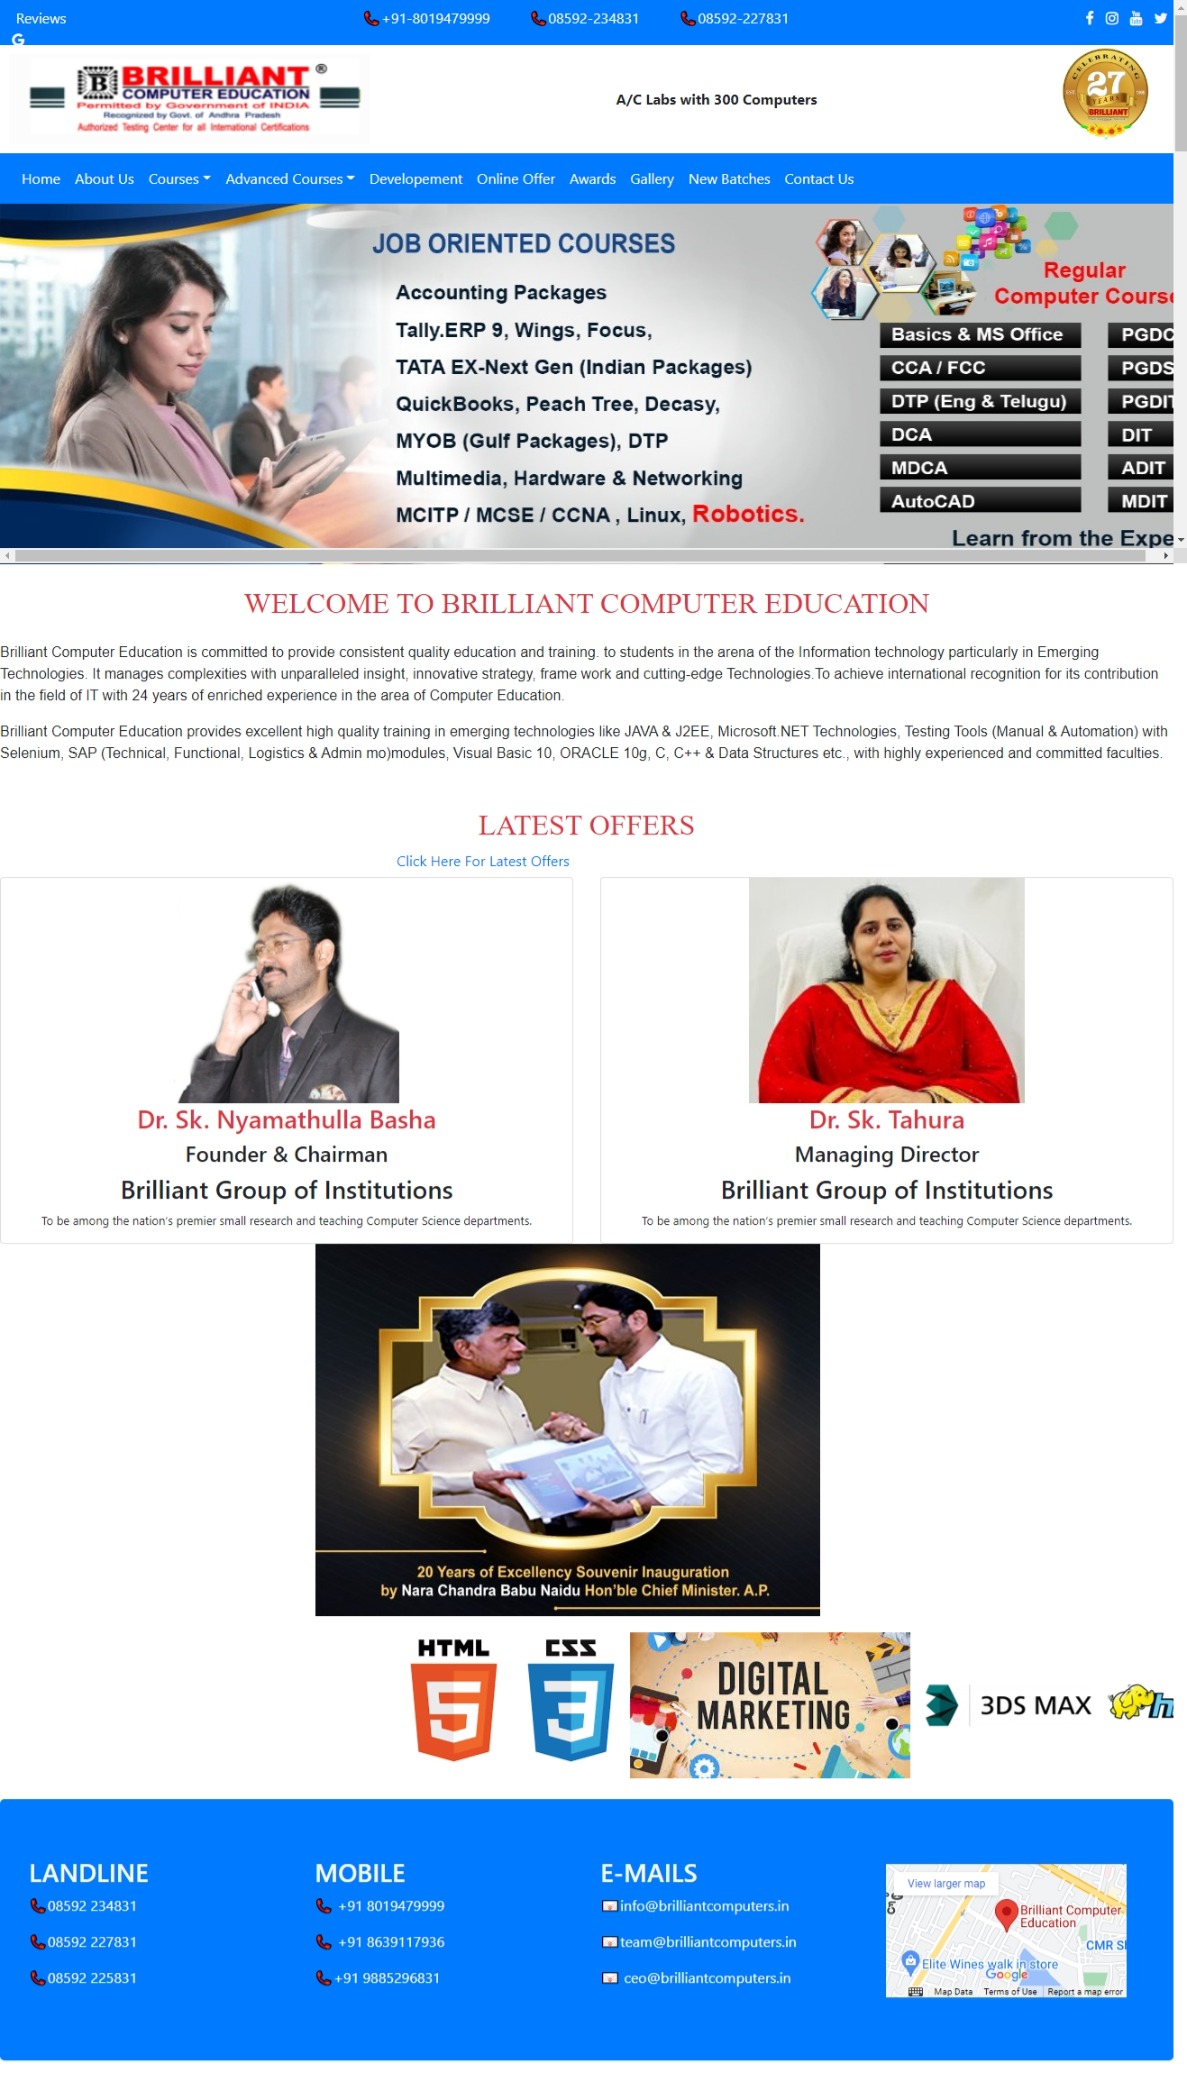 Reviews
+91-8019479999
08592-234831
08592-227831
BRILLIANT ®
COMPUTER EDUCATION
Permitted by Government of INDIA
Recognized by Govt. of Andhra Pradesh
Authorized Testing Center for all International Certifications
A/C Labs with 300 Computers
CELEBRATING
27
YEARS
BRILLIANT
Home About Us Courses Advanced Courses Developement Online Offer Awards Gallery New Batches Contact Us
JOB ORIENTED COURSES
Accounting Packages
Tally.ERP 9, Wings, Focus,
TATA EX-Next Gen (Indian Packages)
QuickBooks, Peach Tree, Decasy,
MYOB (Gulf Packages), DTP
Multimedia, Hardware & Networking
MCITP / MCSE / CCNA , Linux, Robotics.
Regular
Computer Course
Basics & MS Office PGDC
CCA / FCC PGDS
DTP (Eng & Telugu) PGDIT
DCA DIT
MDCA ADIT
AutoCAD MDIT
Learn from the Expe
WELCOME TO BRILLIANT COMPUTER EDUCATION
Brilliant Computer Education is committed to provide consistent quality education and training. to students in the arena of the Information technology particularly in Emerging
Technologies. It manages complexities with unparalleled insight, innovative strategy, frame work and cutting-edge Technologies.To achieve international recognition for its contribution
in the field of IT with 24 years of enriched experience in the area of Computer Education.
Brilliant Computer Education provides excellent high quality training in emerging technologies like JAVA & J2EE, Microsoft.NET Technologies, Testing Tools (Manual & Automation) with
Selenium, SAP (Technical, Functional, Logistics & Admin mo)modules, Visual Basic 10, ORACLE 10g, C, C++ & Data Structures etc., with highly experienced and committed faculties.
LATEST OFFERS
Click Here For Latest Offers
Dr. Sk. Nyamathulla Basha
Founder & Chairman
Brilliant Group of Institutions
To be among the nation's premier small research and teaching Computer Science departments.
Dr. Sk. Tahura
Managing Director
Brilliant Group of Institutions
To be among the nation's premier small research and teaching Computer Science departments.
20 Years of Excellency Souvenir Inauguration
by Nara Chandra Babu Naidu Hon'ble Chief Minister. A.P.
HTML
5
CSS
3
DIGITAL
MARKETING
3DS MAX
h
LANDLINE
08592 234831
08592 227831
08592 225831
MOBILE
+91 8019479999
+91 8639117936
+91 9885296831
E-MAILS
info@brilliantcomputers.in
team@brilliantcomputers.in
ceo@brilliantcomputers.in
View larger map
Brilliant Computer
Education
CMR S
Elite Wines walk in store
Google
Map Data Terms of Use Report a map error